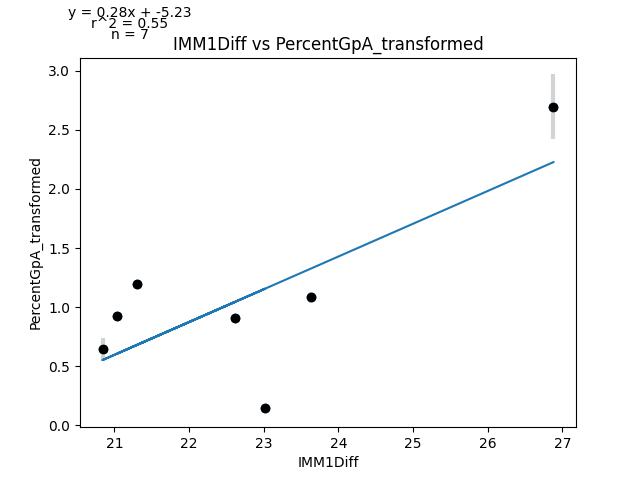 y = 0.28x + -5.23
r^2 = 0.55
n = 7
IMM1Diff vs PercentGpA_transformed
PercentGpA_transformed
3.0
2.5
2.0
1.5
1.0
0.5
0.0
21 22 23 24 25 26 27
IMM1Diff